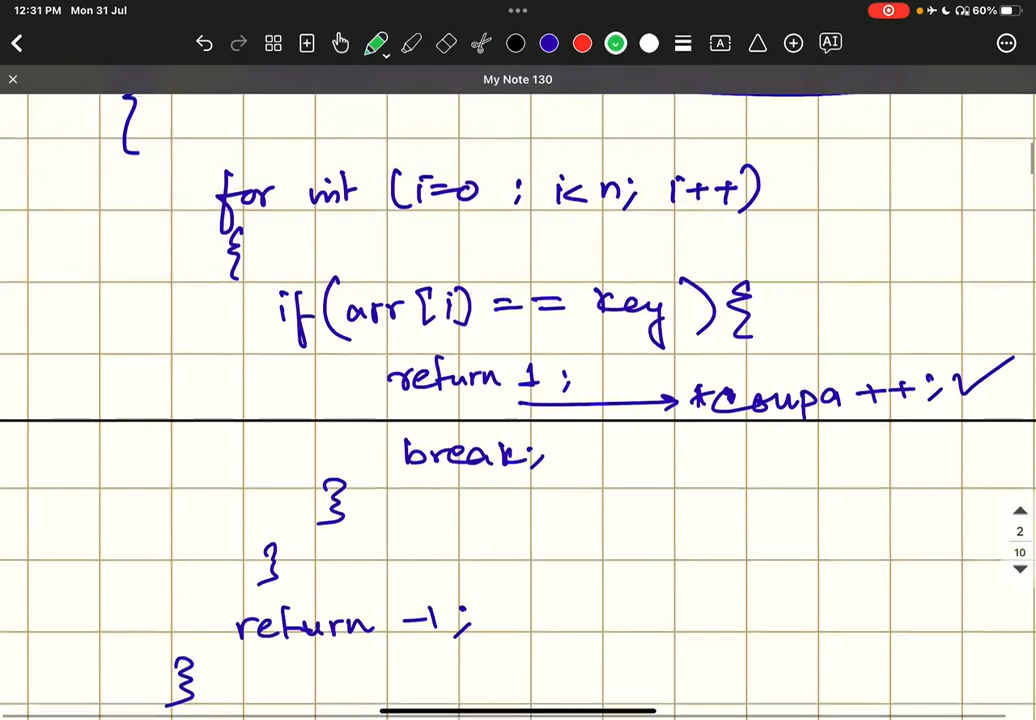 12:31 PM Mon 31 Jul
60%
A
AI
My Note 130
{
for int (i=0 ; i<n; i++)
{
if(arr[i] == key){
return 1 ;
*Coupa ++;
break;
}
}
return -1 ;
}
2
10